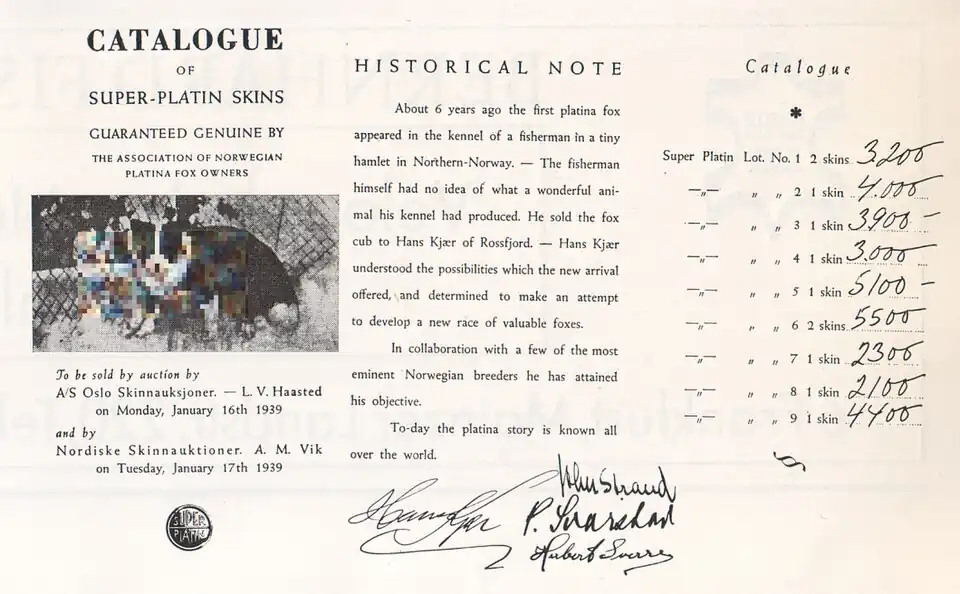 CATALOGUE
OF
SUPER-PLATIN SKINS
GUARANTEED GENUINE BY
THE ASSOCIATION OF NORWEGIAN
PLATINA FOX OWNERS
To be sold by auction by
A/S Oslo Skinnauksjoner. — L. V. Haasted
on Monday, January 16th 1939
and by
Nordiske Skinnauktioner. A. M. Vik
on Tuesday, January 17th 1939
SUPER
PLATIN
HISTORICAL NOTE
About 6 years ago the first platina fox
appeared in the kennel of a fisherman in a tiny
hamlet in Northern-Norway. — The fisherman
himself had no idea of what a wonderful ani-
mal his kennel had produced. He sold the fox
cub to Hans Kjær of Rossfjord. — Hans Kjær
understood the possibilities which the new arrival
offered, and determined to make an attempt
to develop a new race of valuable foxes.
In collaboration with a few of the most
eminent Norwegian breeders he has attained
his objective.
To-day the platina story is known all
over the world.
Hans Kjær
Catalogue
*
Super Platin Lot. No. 1 2 skins 3200
—„— „ „ 2 1 skin 4.000
—„— „ „ 3 1 skin 3900 –
—„— „ „ 4 1 skin 3.000
—„— „ „ 5 1 skin 5100 –
—„— „ „ 6 2 skins 5500
—„— „ „ 7 1 skin 2300
—„— „ „ 8 1 skin 2100
—„— „ „ 9 1 skin 4400